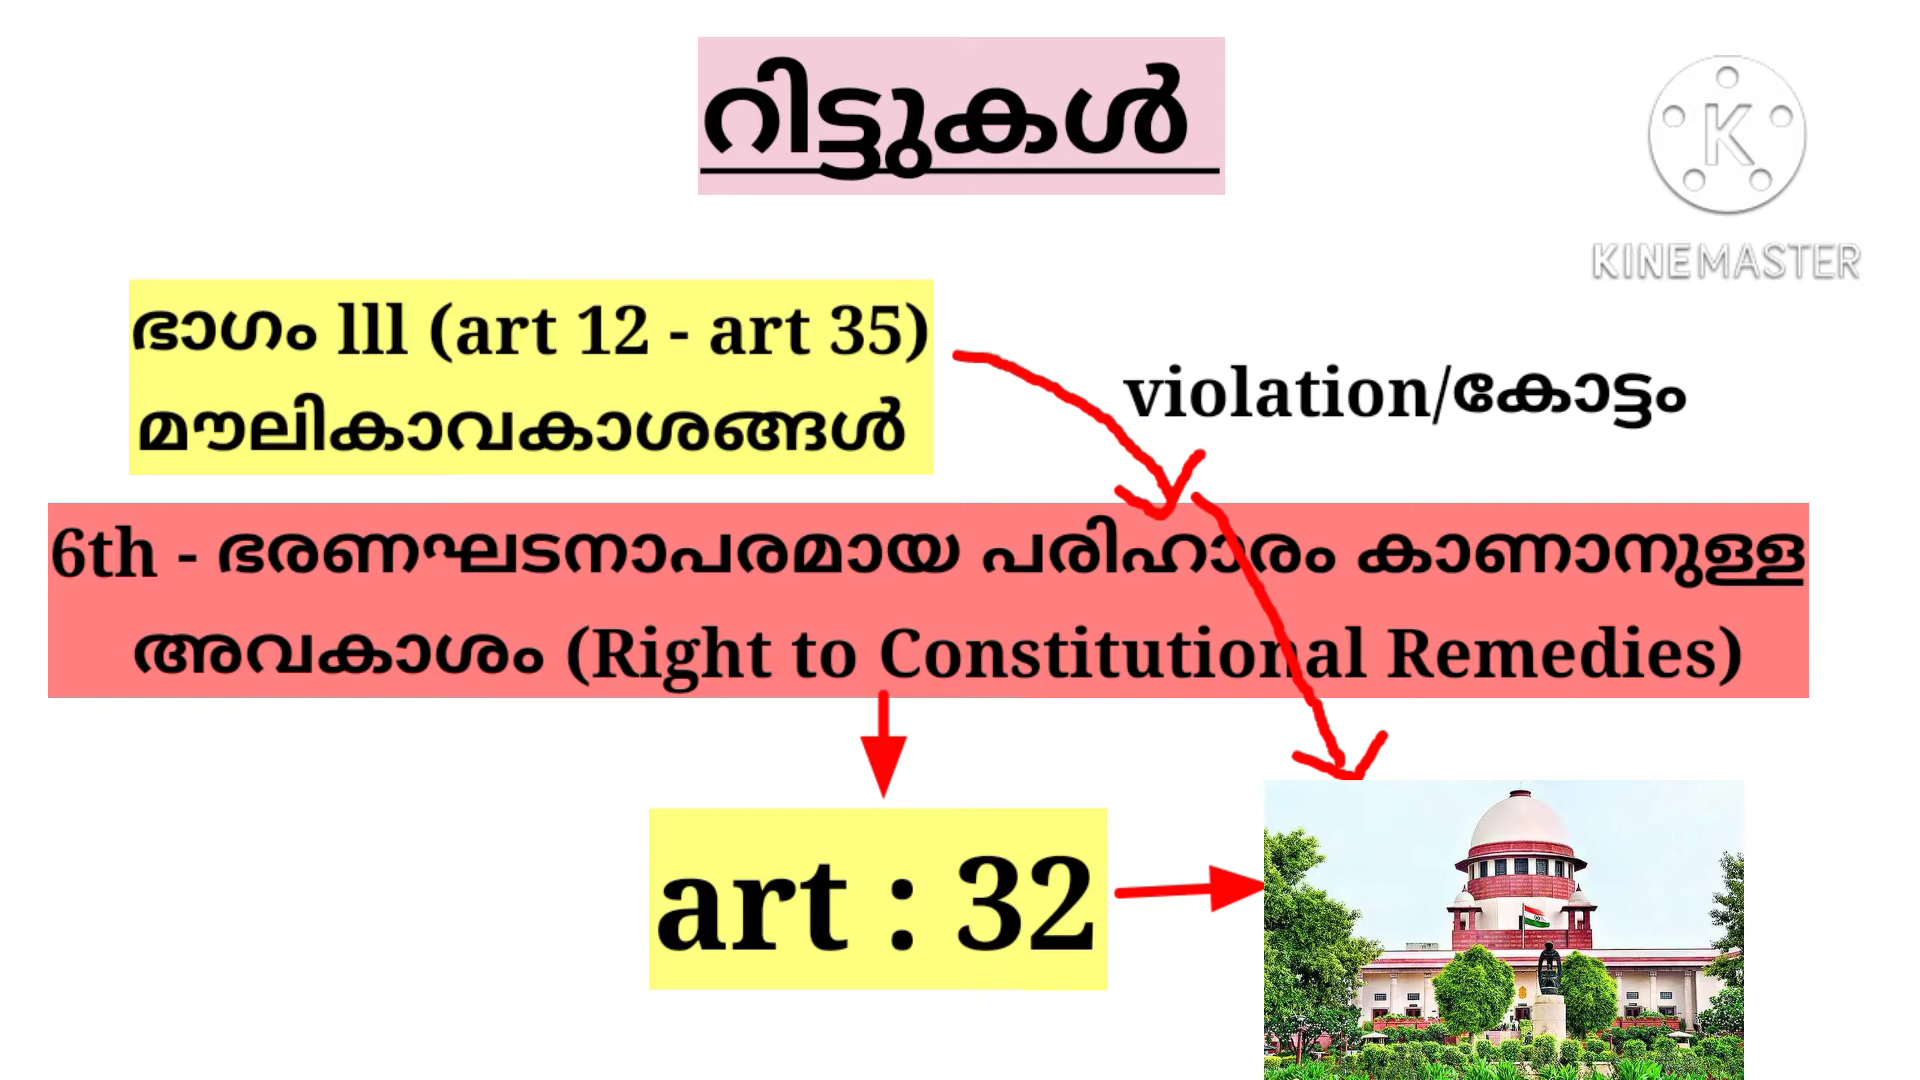 റിട്ടുകൾ
KINEMASTER
ഭാഗം lll (art 12 - art 35)
മൗലികാവകാശങ്ങൾ
violation/കോട്ടം
6th - ഭരണഘടനാപരമായ പരിഹാരം കാണാനുള്ള
അവകാശം (Right to Constitutional Remedies)
art : 32